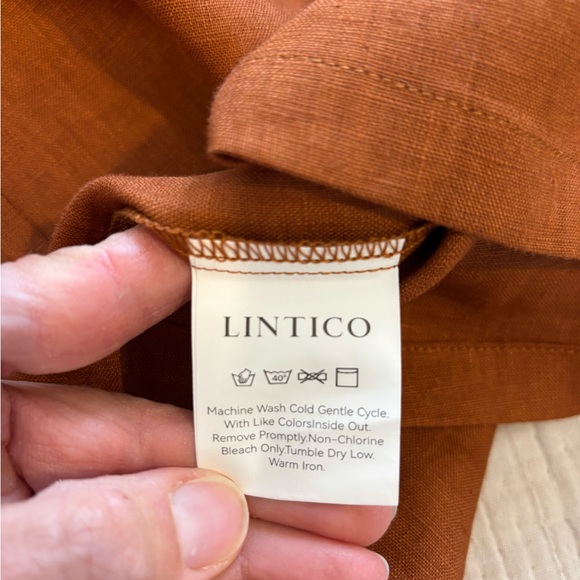 LINTICO
40°
Machine Wash Cold Gentle Cycle.
With Like ColorsInside Out.
Remove Promptly.Non-Chlorine
Bleach Only.Tumble Dry Low.
Warm Iron.